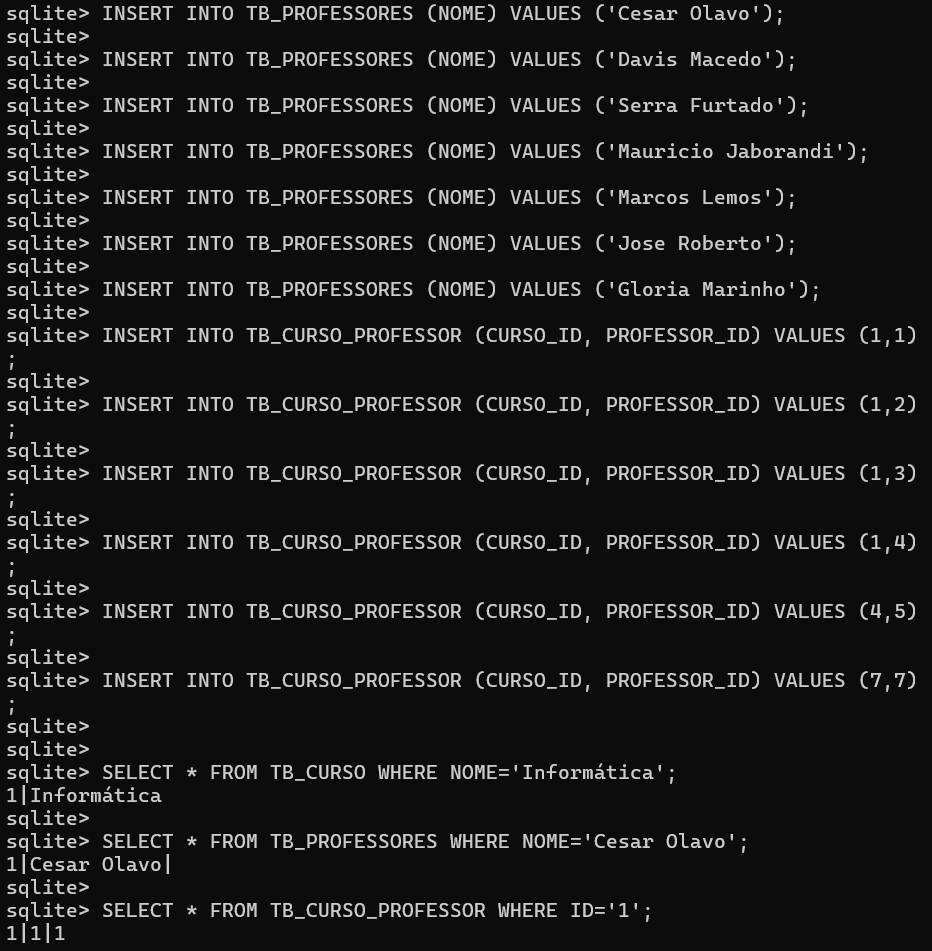 sqlite> INSERT INTO TB_PROFESSORES (NOME) VALUES ('Cesar Olavo');
sqlite>
sqlite> INSERT INTO TB_PROFESSORES (NOME) VALUES ('Davis Macedo');
sqlite>
sqlite> INSERT INTO TB_PROFESSORES (NOME) VALUES ('Serra Furtado');
sqlite>
sqlite> INSERT INTO TB_PROFESSORES (NOME) VALUES ('Mauricio Jaborandi');
sqlite>
sqlite> INSERT INTO TB_PROFESSORES (NOME) VALUES ('Marcos Lemos');
sqlite>
sqlite> INSERT INTO TB_PROFESSORES (NOME) VALUES ('Jose Roberto');
sqlite>
sqlite> INSERT INTO TB_PROFESSORES (NOME) VALUES ('Gloria Marinho');
sqlite>
sqlite> INSERT INTO TB_CURSO_PROFESSOR (CURSO_ID, PROFESSOR_ID) VALUES (1,1)
;
sqlite>
sqlite> INSERT INTO TB_CURSO_PROFESSOR (CURSO_ID, PROFESSOR_ID) VALUES (1,2)
;
sqlite>
sqlite> INSERT INTO TB_CURSO_PROFESSOR (CURSO_ID, PROFESSOR_ID) VALUES (1,3)
;
sqlite>
sqlite> INSERT INTO TB_CURSO_PROFESSOR (CURSO_ID, PROFESSOR_ID) VALUES (1,4)
;
sqlite>
sqlite> INSERT INTO TB_CURSO_PROFESSOR (CURSO_ID, PROFESSOR_ID) VALUES (4,5)
;
sqlite>
sqlite> INSERT INTO TB_CURSO_PROFESSOR (CURSO_ID, PROFESSOR_ID) VALUES (7,7)
;
sqlite>
sqlite>
sqlite> SELECT * FROM TB_CURSO WHERE NOME='Informática';
1|Informática
sqlite>
sqlite> SELECT * FROM TB_PROFESSORES WHERE NOME='Cesar Olavo';
1|Cesar Olavo|
sqlite>
sqlite> SELECT * FROM TB_CURSO_PROFESSOR WHERE ID='1';
1|1|1